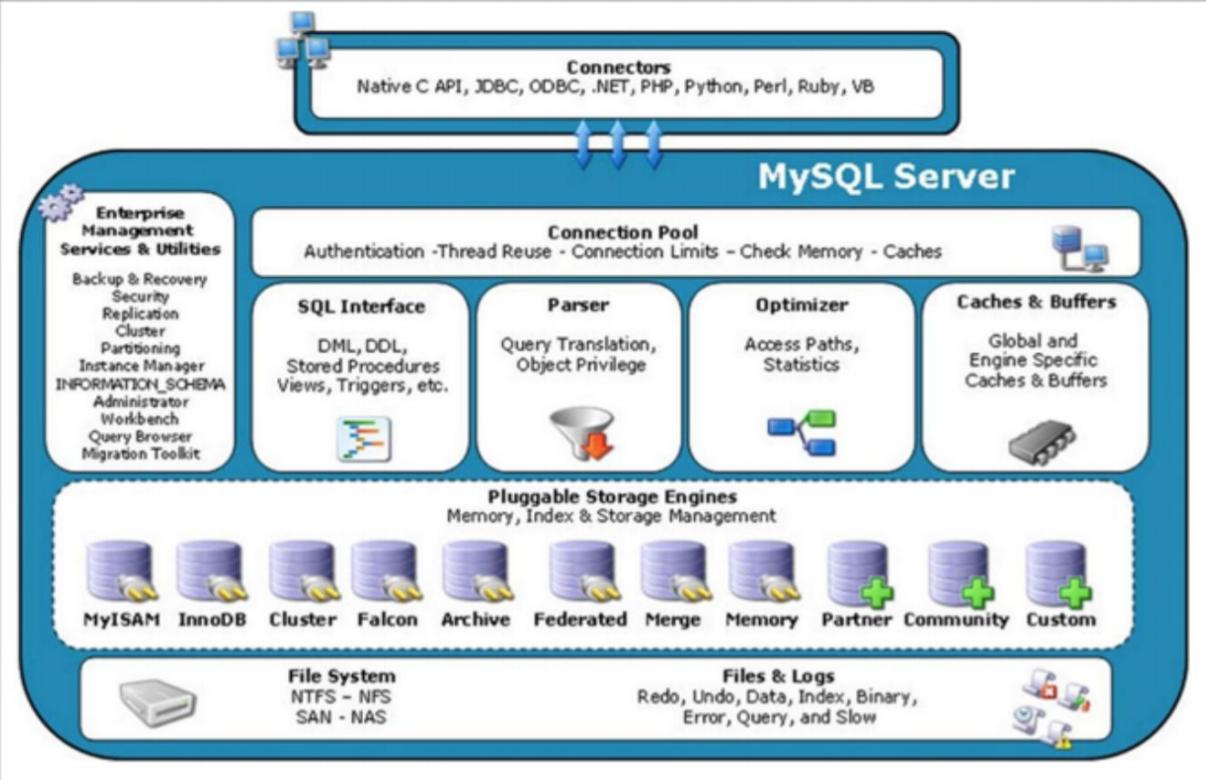 Connectors
Native C API, JDBC, ODBC, .NET, PHP, Python, Perl, Ruby, VB
MySQL Server
Enterprise
Management
Services & Utilities
Backup & Recovery
Security
Replication
Cluster
Partitioning
Instance Manager
INFORMATION_SCHEMA
Administrator
Workbench
Query Browser
Migration Toolkit
Connection Pool
Authentication -Thread Reuse - Connection Limits – Check Memory - Caches
SQL Interface
DML, DDL,
Stored Procedures
Views, Triggers, etc.
Parser
Query Translation,
Object Privilege
Optimizer
Access Paths,
Statistics
Caches & Buffers
Global and
Engine Specific
Caches & Buffers
Pluggable Storage Engines
Memory, Index & Storage Management
MyISAM InnoDB Cluster Falcon Archive Federated Merge Memory Partner Community Custom
File System
NTFS – NFS
SAN - NAS
Files & Logs
Redo, Undo, Data, Index, Binary,
Error, Query, and Slow